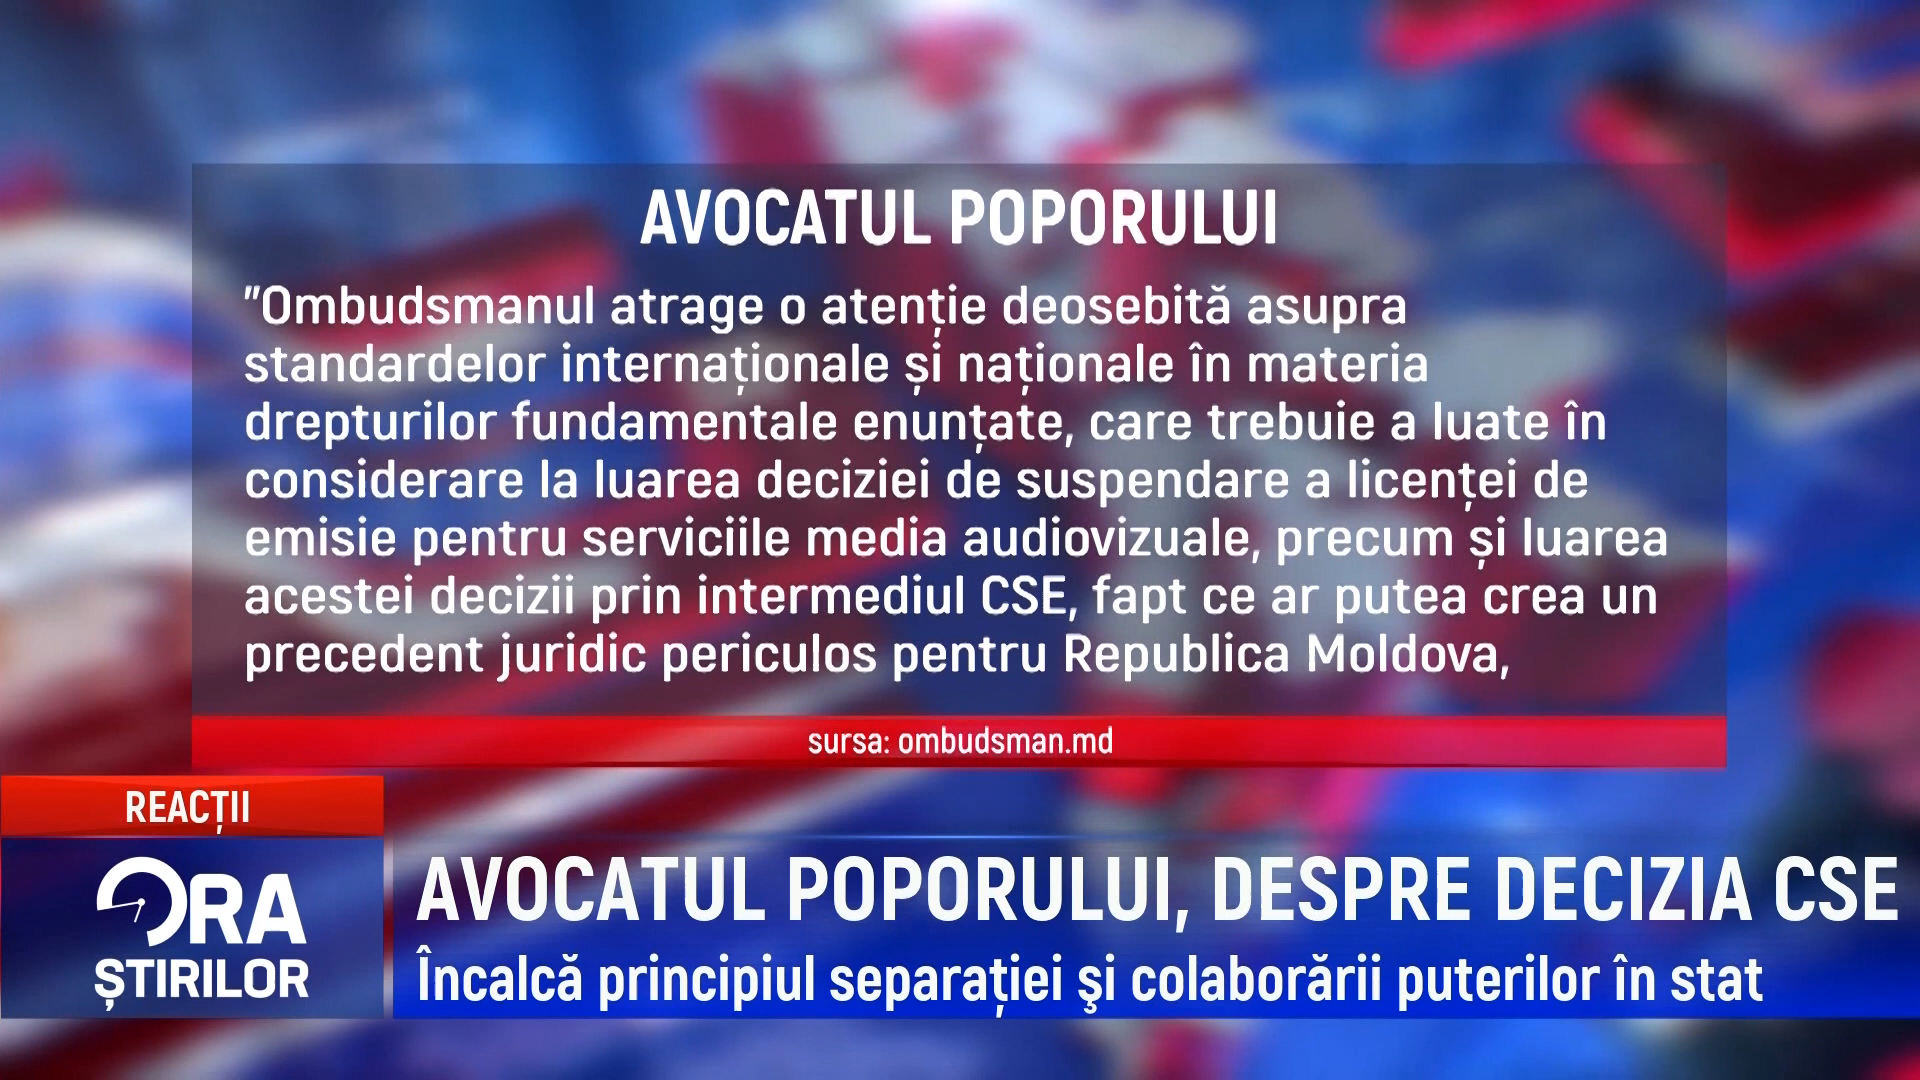 AVOCATUL POPORULUI
"Ombudsmanul atrage o atenție deosebită asupra
standardelor internaționale și naționale în materia
drepturilor fundamentale enunțate, care trebuie a luate în
considerare la luarea deciziei de suspendare a licenței de
emisie pentru serviciile media audiovizuale, precum și luarea
acestei decizii prin intermediul CSE, fapt ce ar putea crea un
precedent juridic periculos pentru Republica Moldova,
sursa: ombudsman.md
REACȚII
ORA
ȘTIRILOR
AVOCATUL POPORULUI, DESPRE DECIZIA CSE
Încalcă principiul separației şi colaborării puterilor în stat